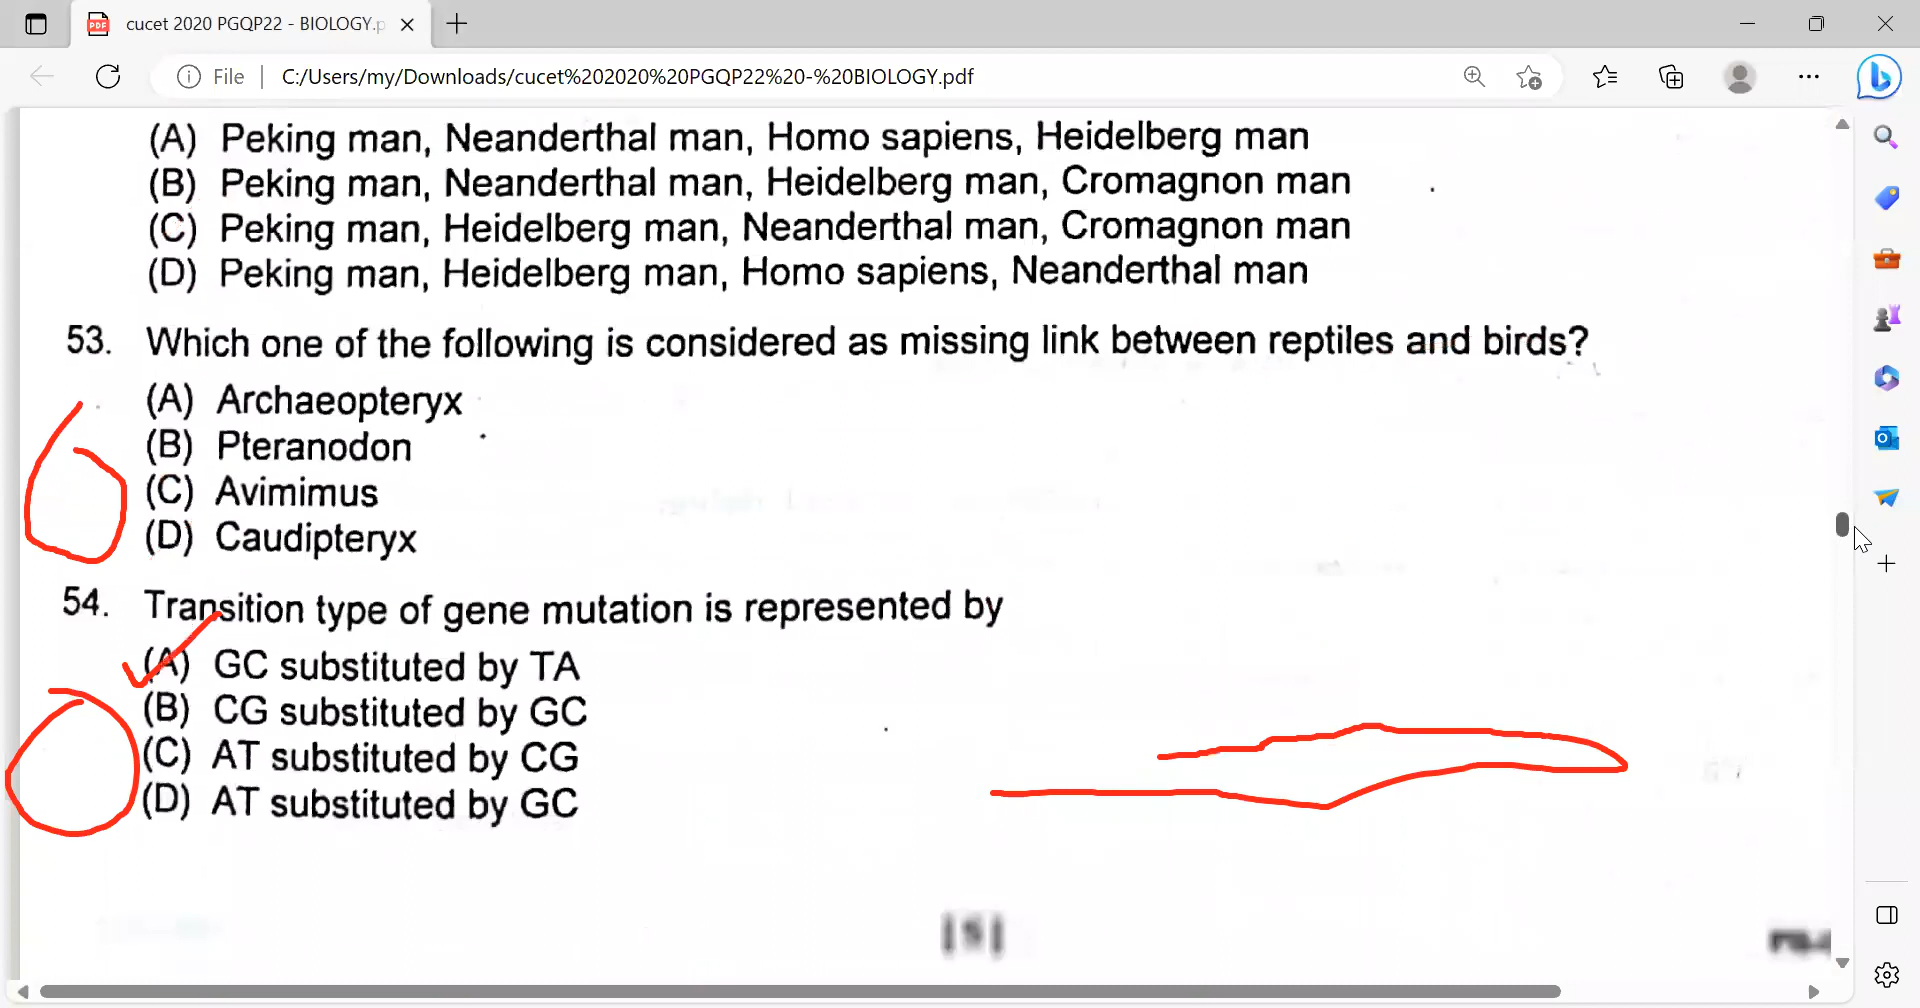 cucet 2020 PGQP22 - BIOLOGY.p
File
C:/Users/my/Downloads/cucet%202020%20PGQP22%20-%20BIOLOGY.pdf
(A) Peking man, Neanderthal man, Homo sapiens, Heidelberg man
(B) Peking man, Neanderthal man, Heidelberg man, Cromagnon man
(C) Peking man, Heidelberg man, Neanderthal man, Cromagnon man
(D) Peking man, Heidelberg man, Homo sapiens, Neanderthal man
53. Which one of the following is considered as missing link between reptiles and birds?
(A) Archaeopteryx
(B) Pteranodon
(C) Avimimus
(D) Caudipteryx
54. Transition type of gene mutation is represented by
(A) GC substituted by TA
(B) CG substituted by GC
(C) AT substituted by CG
(D) AT substituted by GC